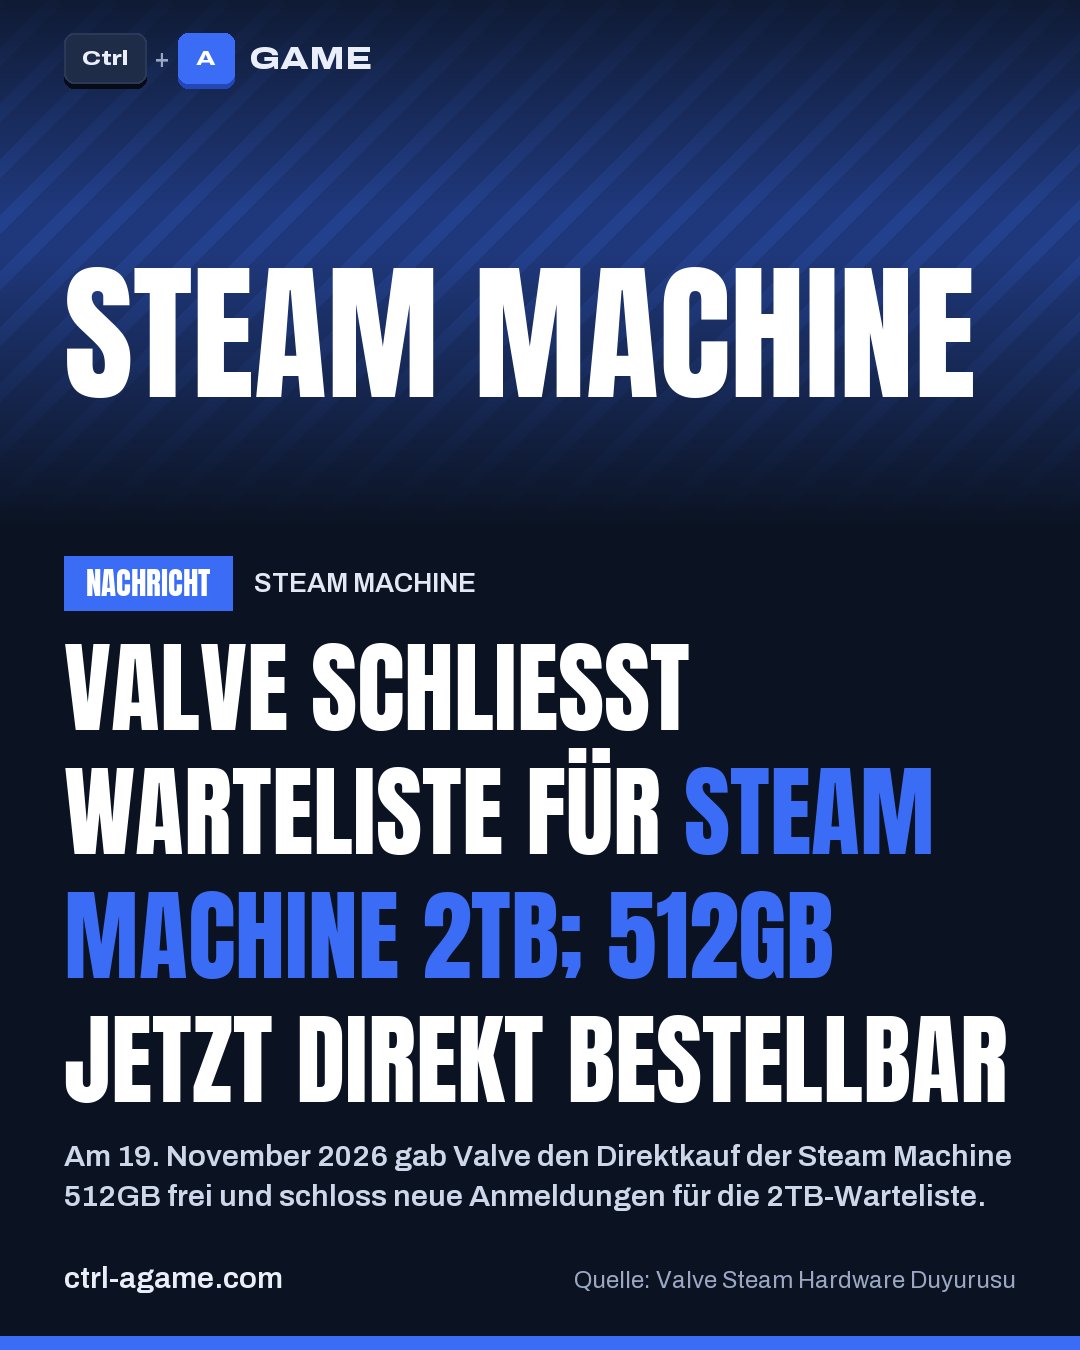 Ctrl + A GAME
STEAM MACHINE
NACHRICHT STEAM MACHINE
VALVE SCHLIESST
WARTELISTE FÜR STEAM
MACHINE 2TB; 512GB
JETZT DIREKT BESTELLBAR
Am 19. November 2026 gab Valve den Direktkauf der Steam Machine
512GB frei und schloss neue Anmeldungen für die 2TB-Warteliste.
ctrl-agame.com Quelle: Valve Steam Hardware Duyurusu